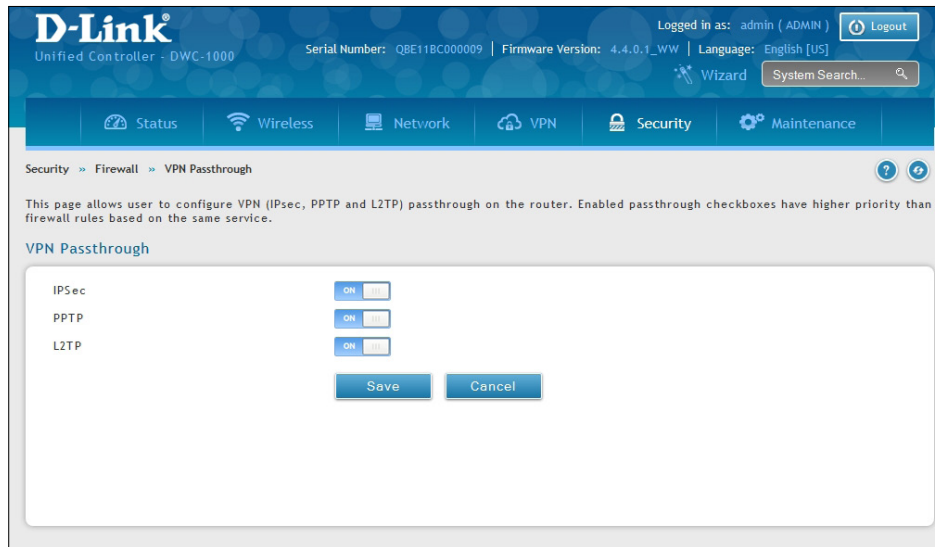 D-Link®
Unified Controller - DWC-1000
Logged in as: admin ( ADMIN )
Logout
Serial Number: QBE11BC000009 | Firmware Version: 4.4.0.1_WW | Language: English [US]
Wizard
System Search...
Status
Wireless
Network
VPN
Security
Maintenance
Security » Firewall » VPN Passthrough
?
This page allows user to configure VPN (IPsec, PPTP and L2TP) passthrough on the router. Enabled passthrough checkboxes have higher priority than
firewall rules based on the same service.
VPN Passthrough
IPSec
ON
PPTP
ON
L2TP
ON
Save
Cancel